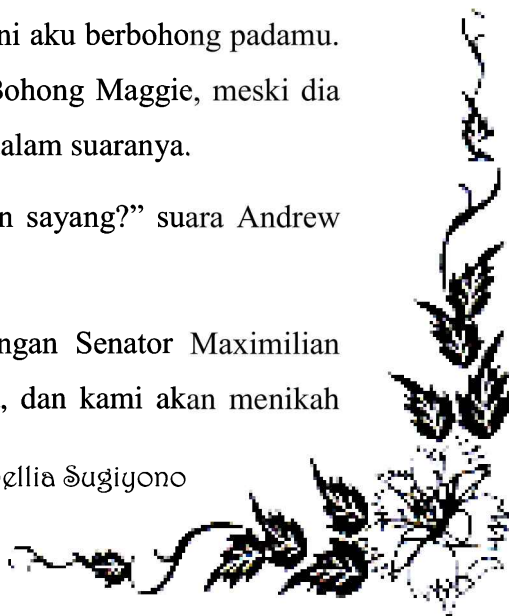 ni aku berbohong padamu.
Bohong Maggie, meski dia
alam suaranya.
n sayang?” suara Andrew
ngan Senator Maximilian
, dan kami akan menikah
ellia Sugiyono